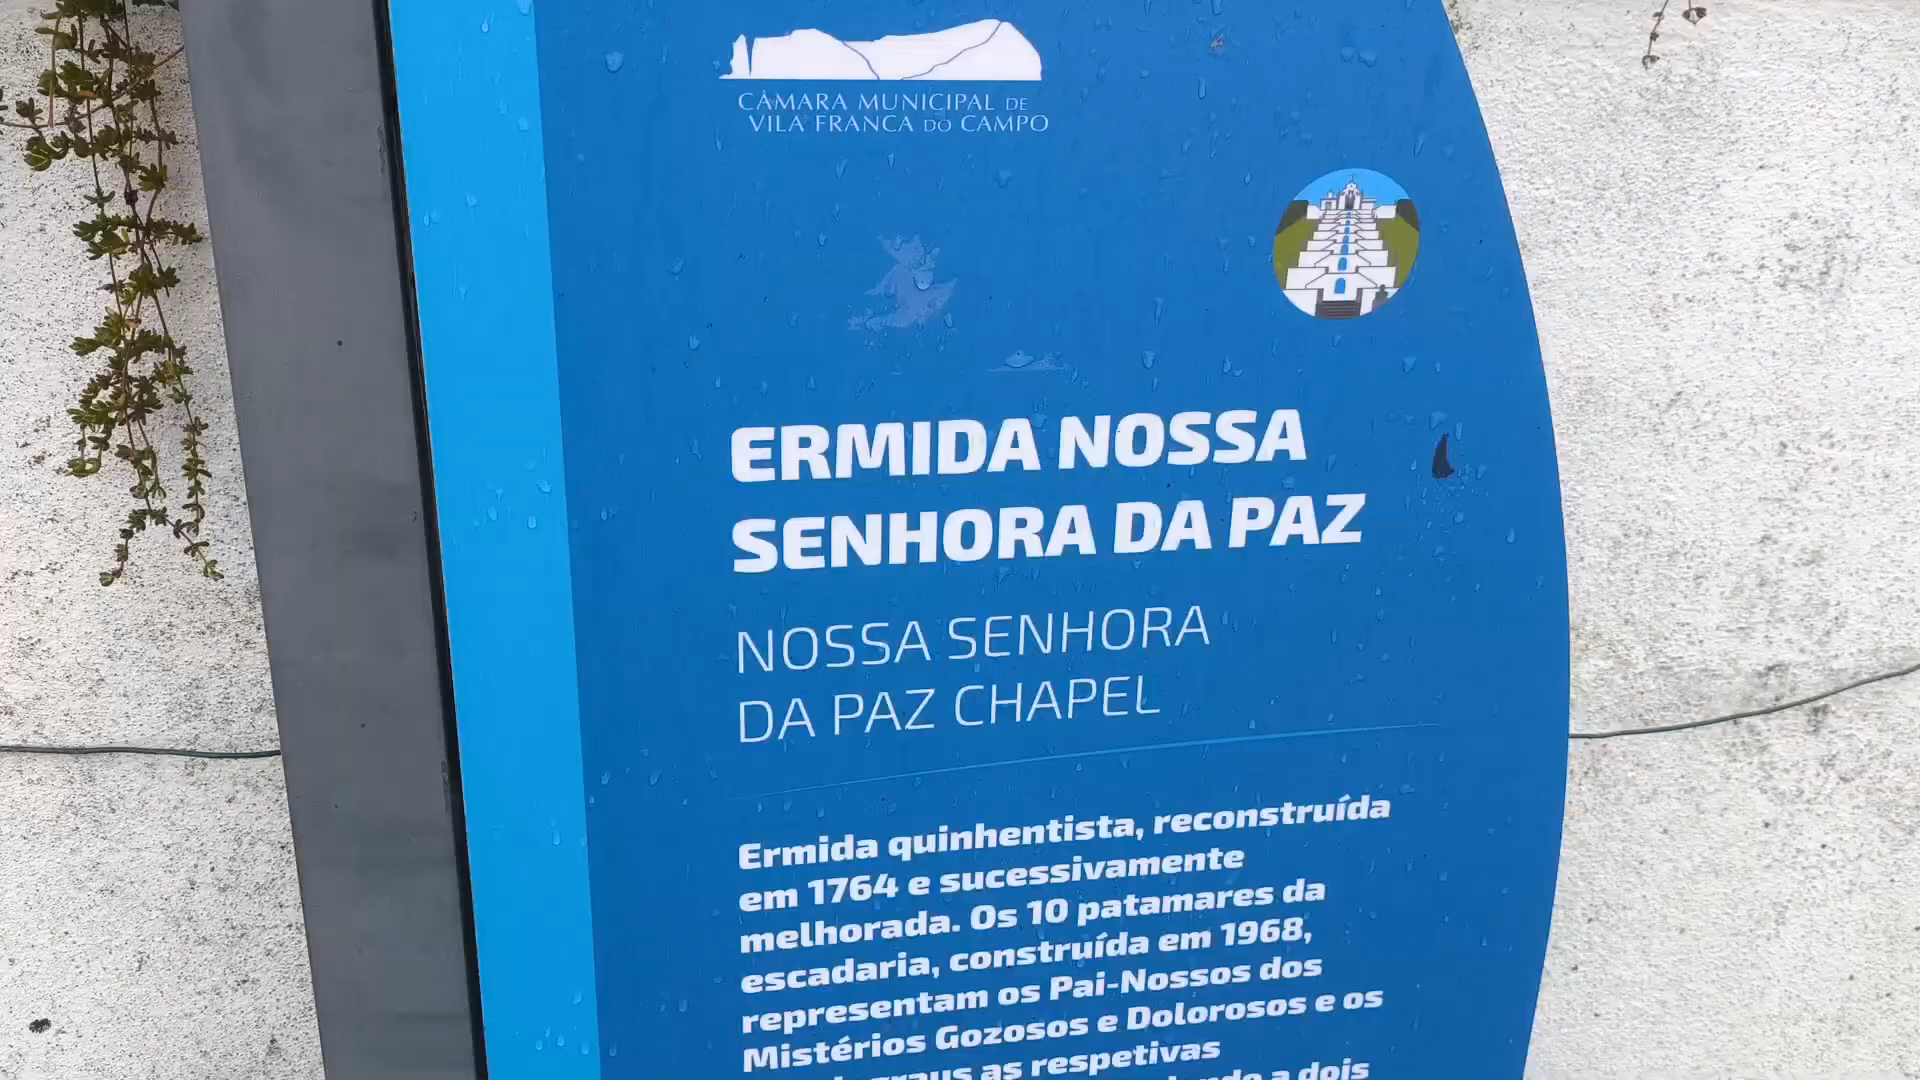 CÂMARA MUNICIPAL DE
VILA FRANCA DO CAMPO
ERMIDA NOSSA
SENHORA DA PAZ
NOSSA SENHORA
DA PAZ CHAPEL
Ermida quinhentista, reconstruída
em 1764 e sucessivamente
melhorada. Os 10 patamares da
escadaria, construída em 1968,
representam os Pai-Nossos dos
Mistérios Gozosos e Dolorosos e os
as respetivas
a dois